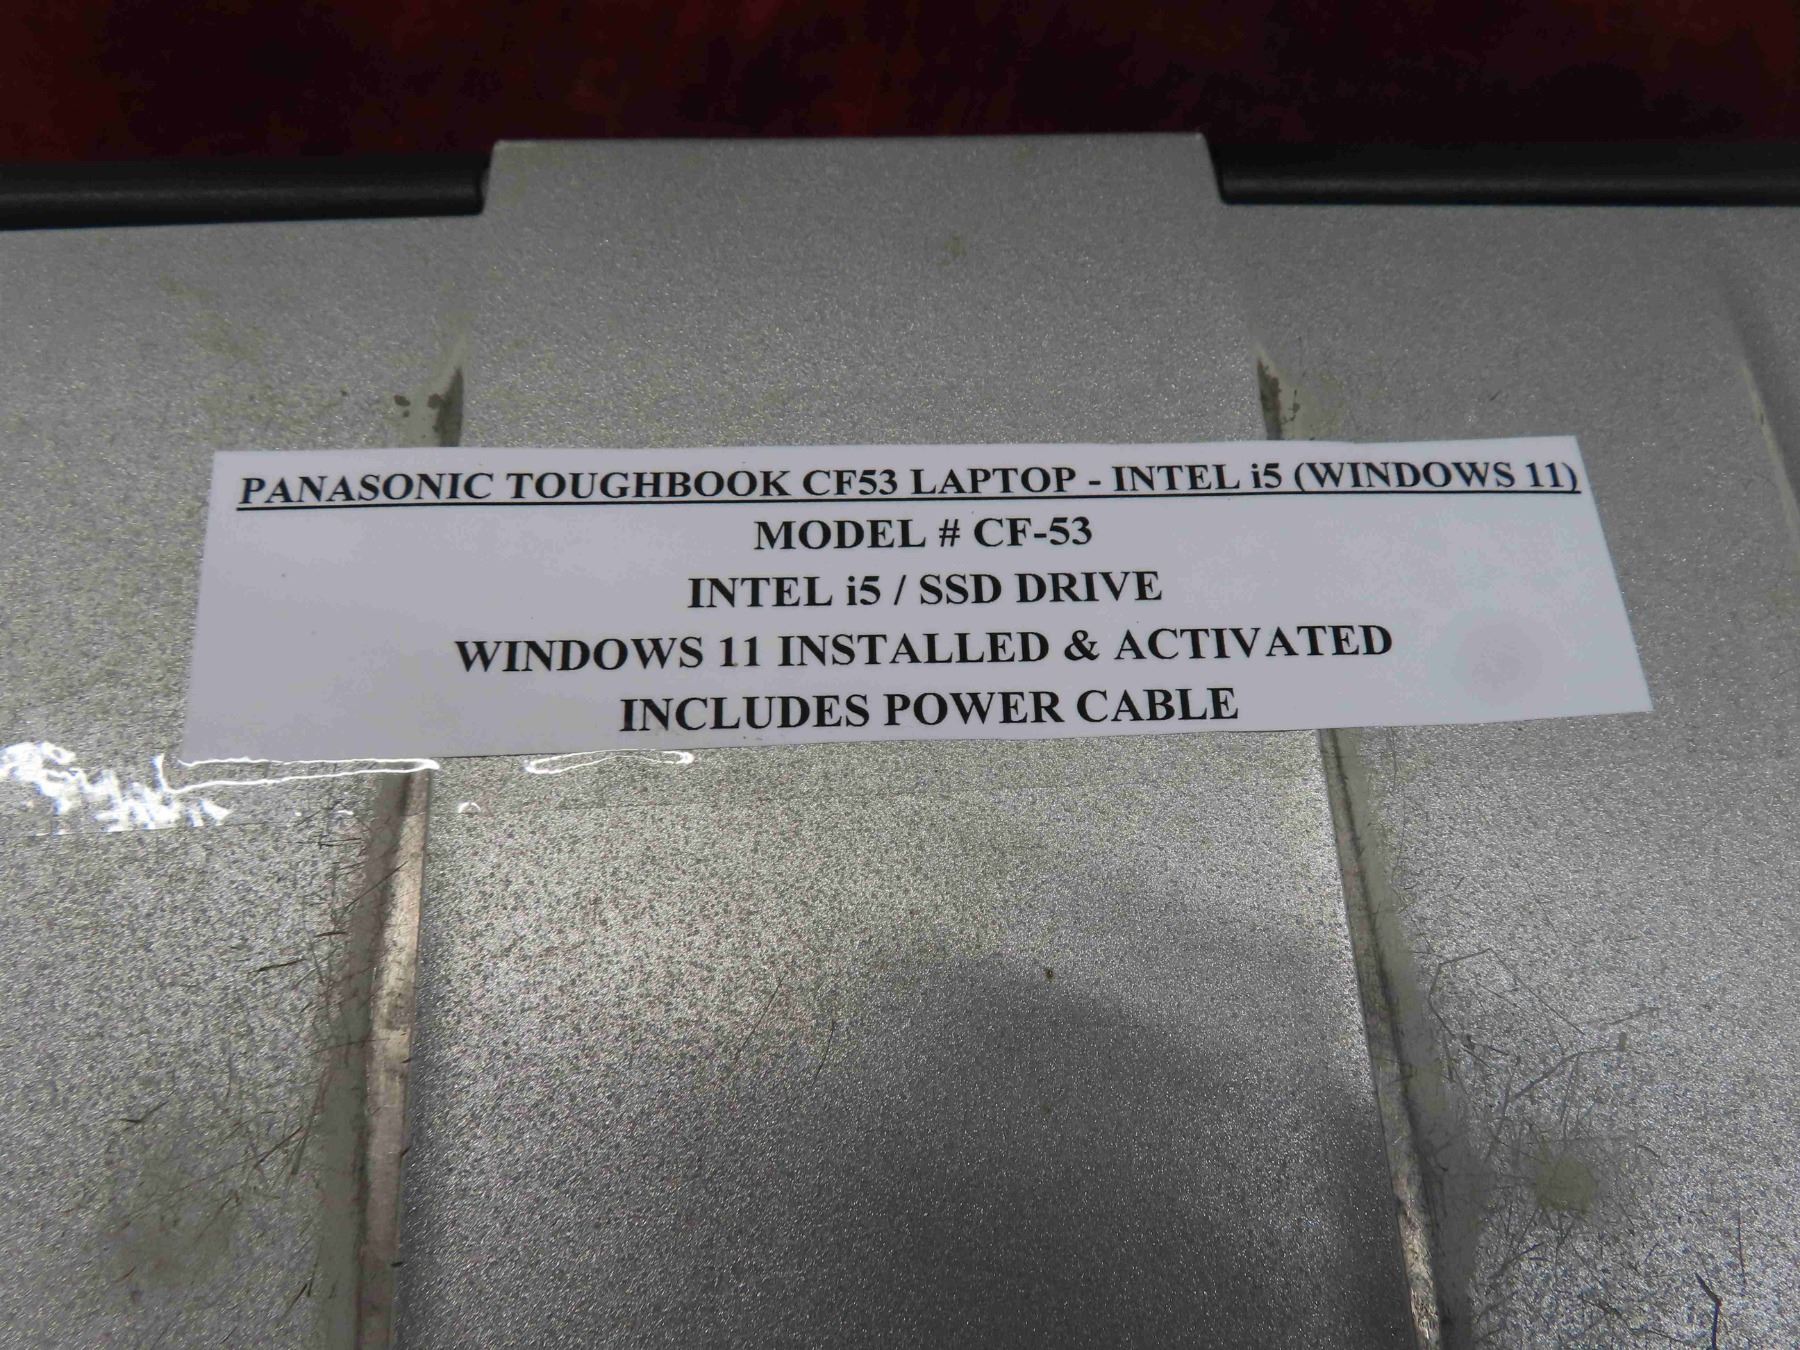 PANASONIC TOUGHBOOK CF53 LAPTOP - INTEL i5 (WINDOWS 11)
MODEL # CF-53
INTEL i5 / SSD DRIVE
WINDOWS 11 INSTALLED & ACTIVATED
INCLUDES POWER CABLE